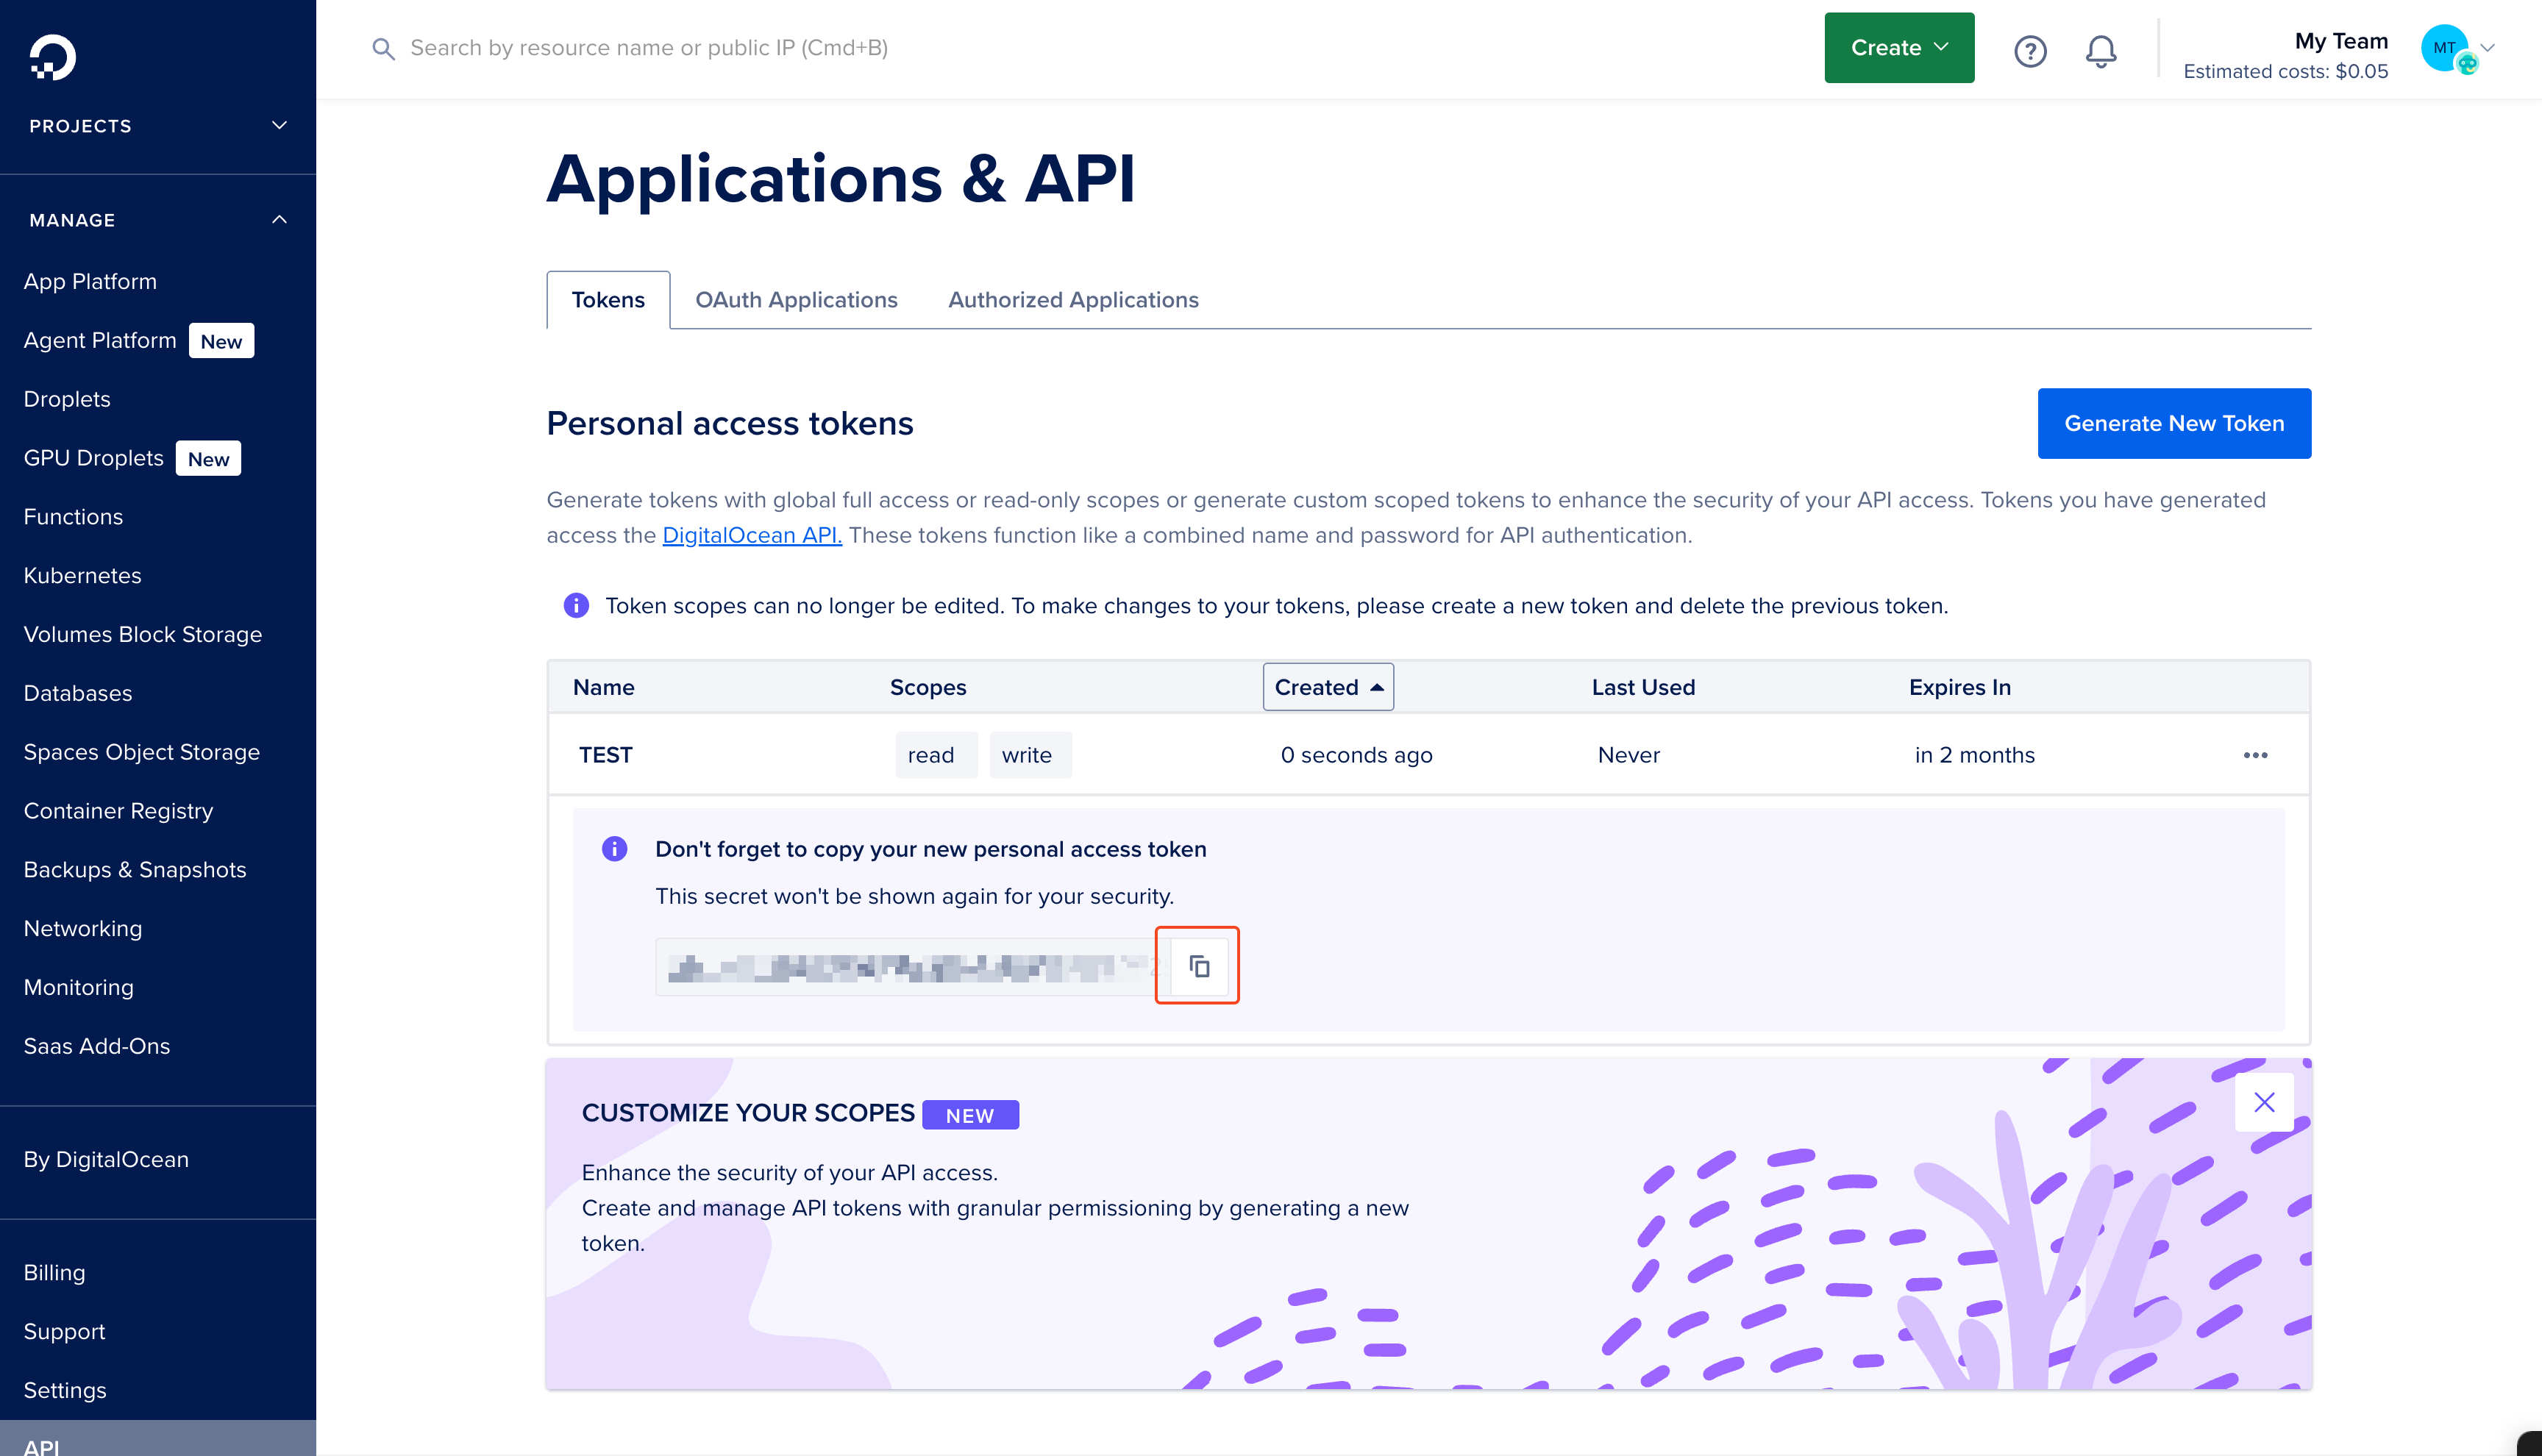 Search by resource name or public IP (Cmd+B)
Create
My Team
Estimated costs: $0.05
MT
PROJECTS
MANAGE
App Platform
Agent Platform New
Droplets
GPU Droplets New
Functions
Kubernetes
Volumes Block Storage
Databases
Spaces Object Storage
Container Registry
Backups & Snapshots
Networking
Monitoring
Saas Add-Ons
By DigitalOcean
Billing
Support
Settings
API
Applications & API
Tokens OAuth Applications Authorized Applications
Personal access tokens
Generate New Token
Generate tokens with global full access or read-only scopes or generate custom scoped tokens to enhance the security of your API access. Tokens you have generated
access the DigitalOcean API. These tokens function like a combined name and password for API authentication.
Token scopes can no longer be edited. To make changes to your tokens, please create a new token and delete the previous token.
Name Scopes Created Last Used Expires In
TEST read write 0 seconds ago Never in 2 months
Don't forget to copy your new personal access token
This secret won't be shown again for your security.
CUSTOMIZE YOUR SCOPES NEW
Enhance the security of your API access.
Create and manage API tokens with granular permissioning by generating a new
token.